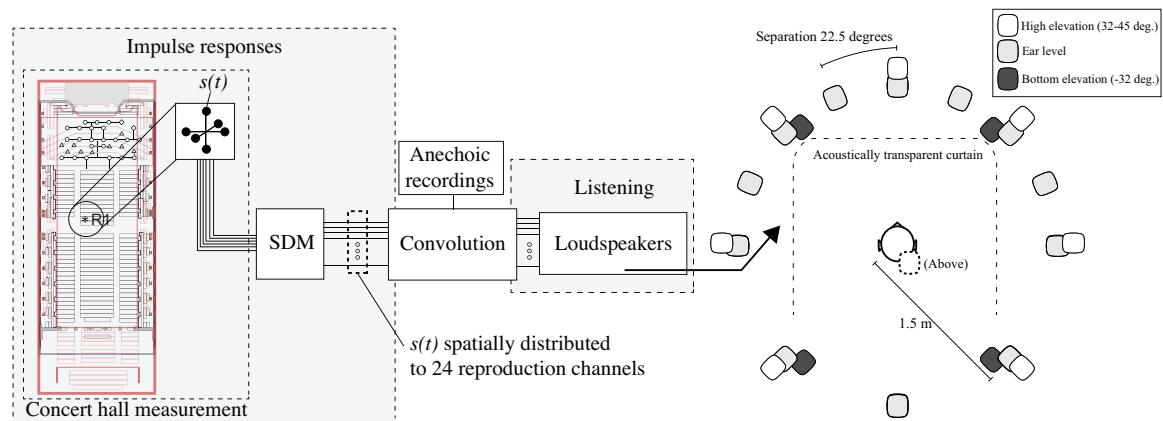 Impulse responses
s(t)
* R1
Concert hall measurement
SDM
Anechoic
recordings
Convolution
Listening
Loudspeakers
s(t) spatially distributed
to 24 reproduction channels
Separation 22.5 degrees
High elevation (32-45 deg.)
Ear level
Bottom elevation (-32 deg.)
Acoustically transparent curtain
(Above)
1.5 m